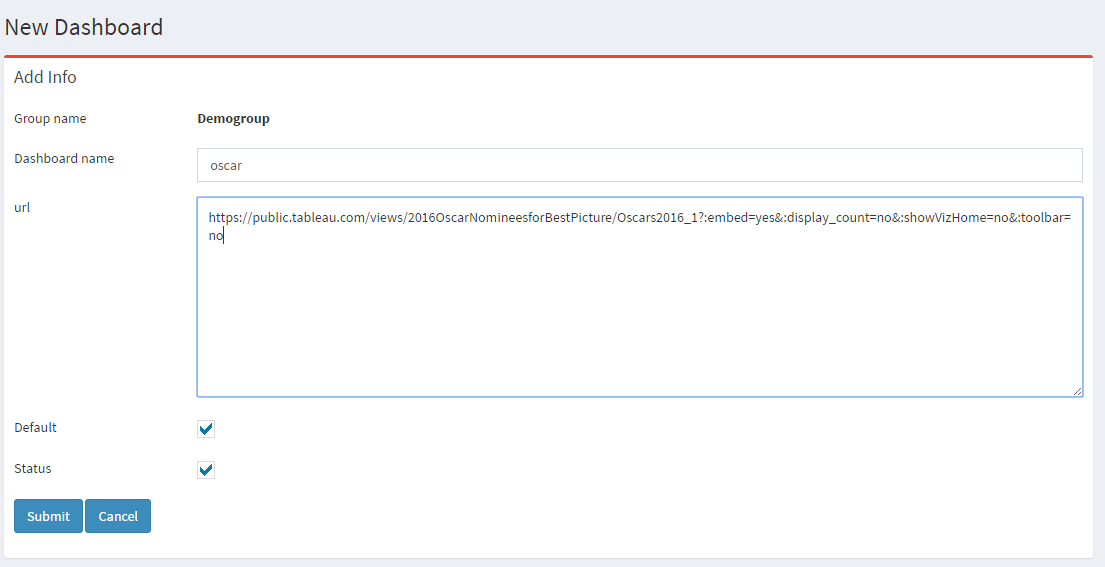 New Dashboard
Add Info
Group name Demogroup
Dashboard name oscar
url https://public.tableau.com/views/2016OscarNomineesforBestPicture/Oscars2016_1?:embed=yes&:display_count=no&:showVizHome=no&:toolbar=
no
Default
Status
Submit Cancel